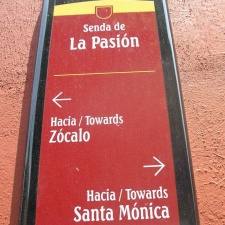 Senda de
La Pasión
Hacia / Towards
Zócalo
Hacia / Towards
Santa Mónica